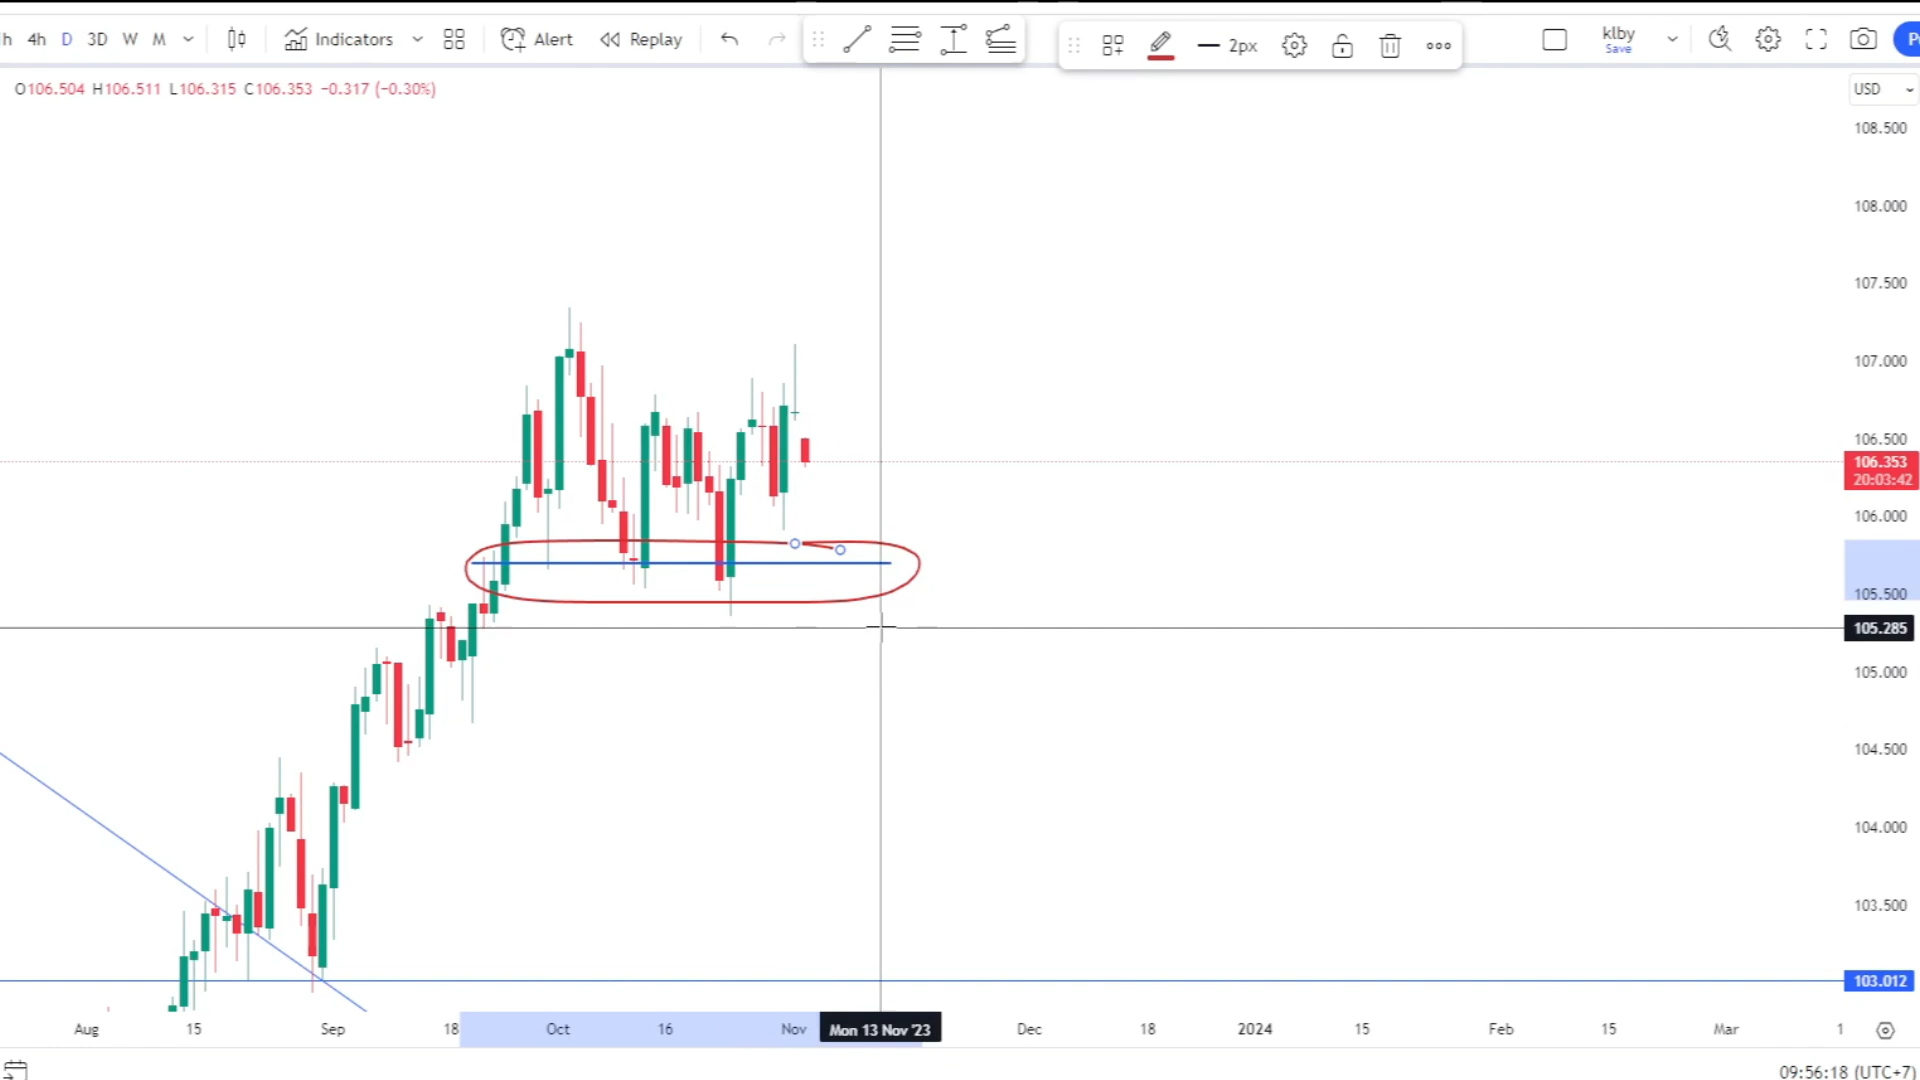 h 4h D 3D W M Indicators Alert Replay 2px klby
Save
O106.504 H106.511 L106.315 C106.353 −0.317 (−0.30%)
USD
108.500
108.000
107.500
107.000
106.500
106.353
20:03:42
106.000
105.500
105.285
105.000
104.500
104.000
103.500
103.012
Aug 15 Sep 18 Oct 16 Nov Mon 13 Nov '23 Dec 18 2024 15 Feb 15 Mar 1
09:56:18 (UTC+7)